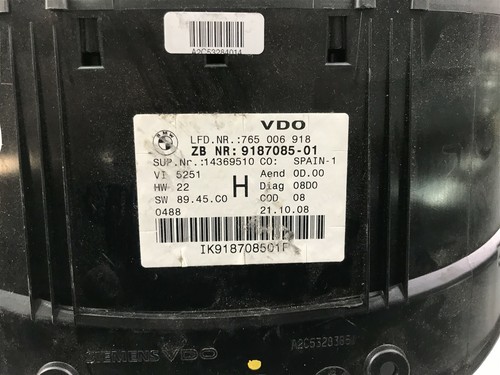 A2C53284014
VDO
LFD.NR.:765 006 918
ZB NR: 9187085-01
SUP.Nr.:14369510 CO: SPAIN-1
VI 5251 Aend 0D.00
HW 22 H Diag 08D0
SW 89.45.C0 COD 08
0488 21.10.08
IK918708501F
SIEMENS VDO